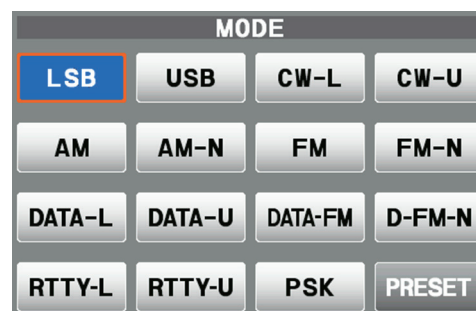 MODE
LSB USB CW-L CW-U
AM AM-N FM FM-N
DATA-L DATA-U DATA-FM D-FM-N
RTTY-L RTTY-U PSK PRESET